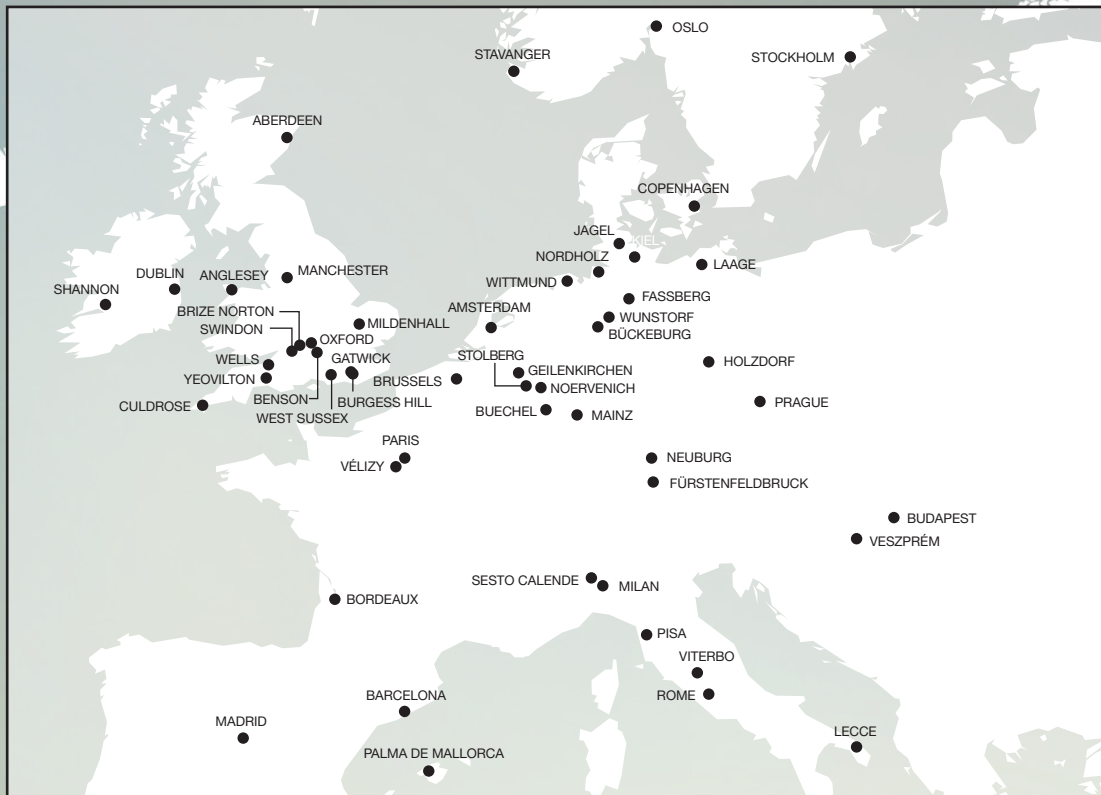 OSLO
STAVANGER
STOCKHOLM
ABERDEEN
COPENHAGEN
JAGEL
KIEL
NORDHOLZ
LAAGE
DUBLIN
ANGLESEY
MANCHESTER
WITTMUND
SHANNON
FASSBERG
BRIZE NORTON
AMSTERDAM
WUNSTORF
SWINDON
MILDENHALL
BÜCKEBURG
OXFORD
STOLBERG
WELLS
GATWICK
HOLZDORF
GEILENKIRCHEN
YEOVILTON
BRUSSELS
NOERVENICH
BENSON
BURGESS HILL
PRAGUE
CULDROSE
BUECHEL
MAINZ
WEST SUSSEX
PARIS
NEUBURG
VÉLIZY
FÜRSTENFELDBRUCK
BUDAPEST
VESZPRÉM
SESTO CALENDE
MILAN
BORDEAUX
PISA
VITERBO
ROME
BARCELONA
MADRID
LECCE
PALMA DE MALLORCA